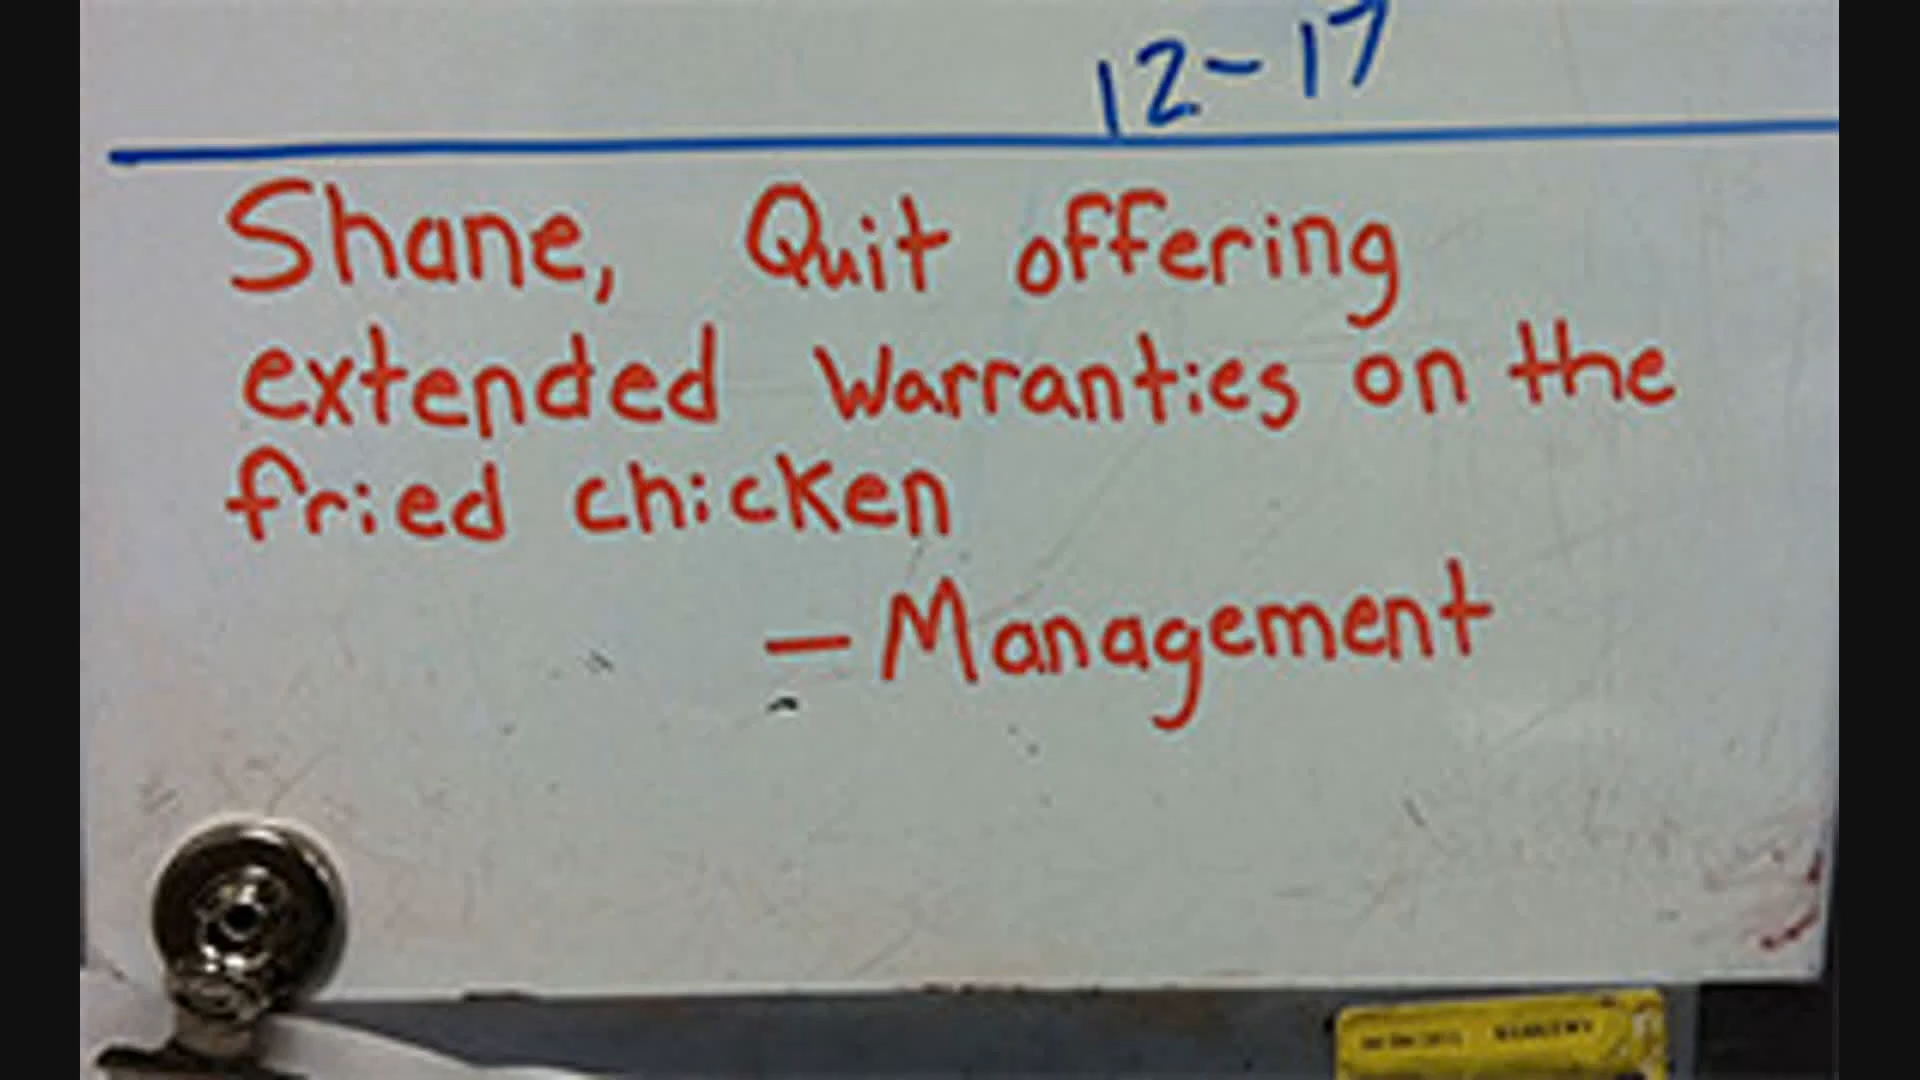 12-17
Shane, Quit offering
extended warranties on the
fried chicken
- Management